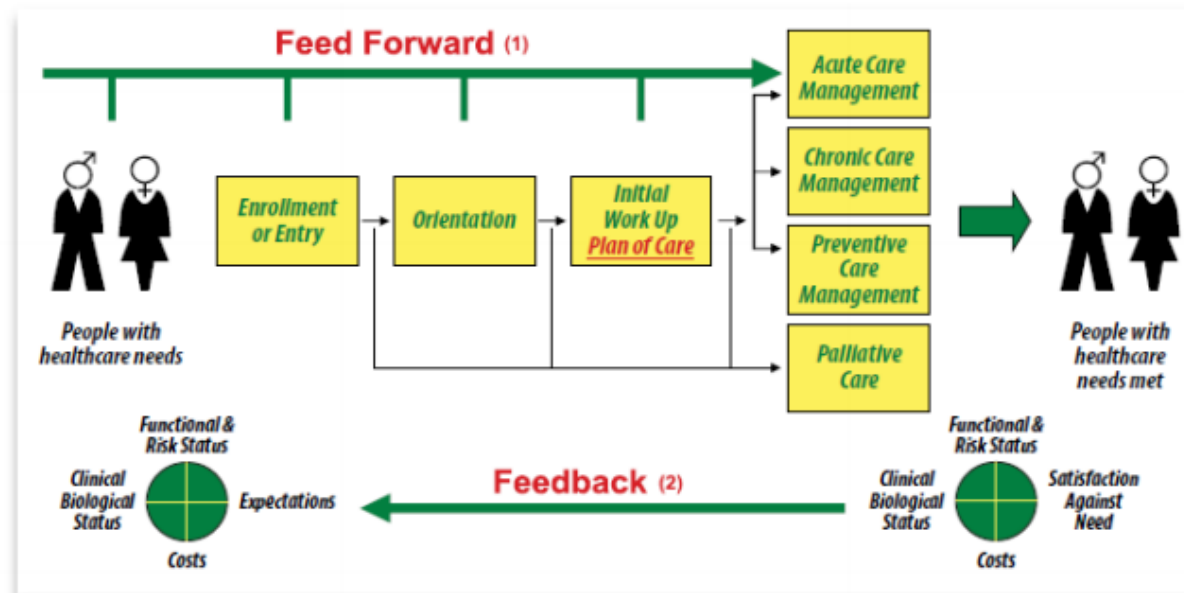 Feed Forward (1)
Acute Care
Management
Chronic Care
Management
Enrollment
or Entry
Orientation
Initial
Work Up
Plan of Care
Preventive
Care
Management
Palliative
Care
People with
healthcare needs
People with
healthcare
needs met
Functional &
Risk Status
Clinical
Biological
Status
Expectations
Costs
Feedback (2)
Functional &
Risk Status
Clinical
Biological
Status
Satisfaction
Against
Need
Costs